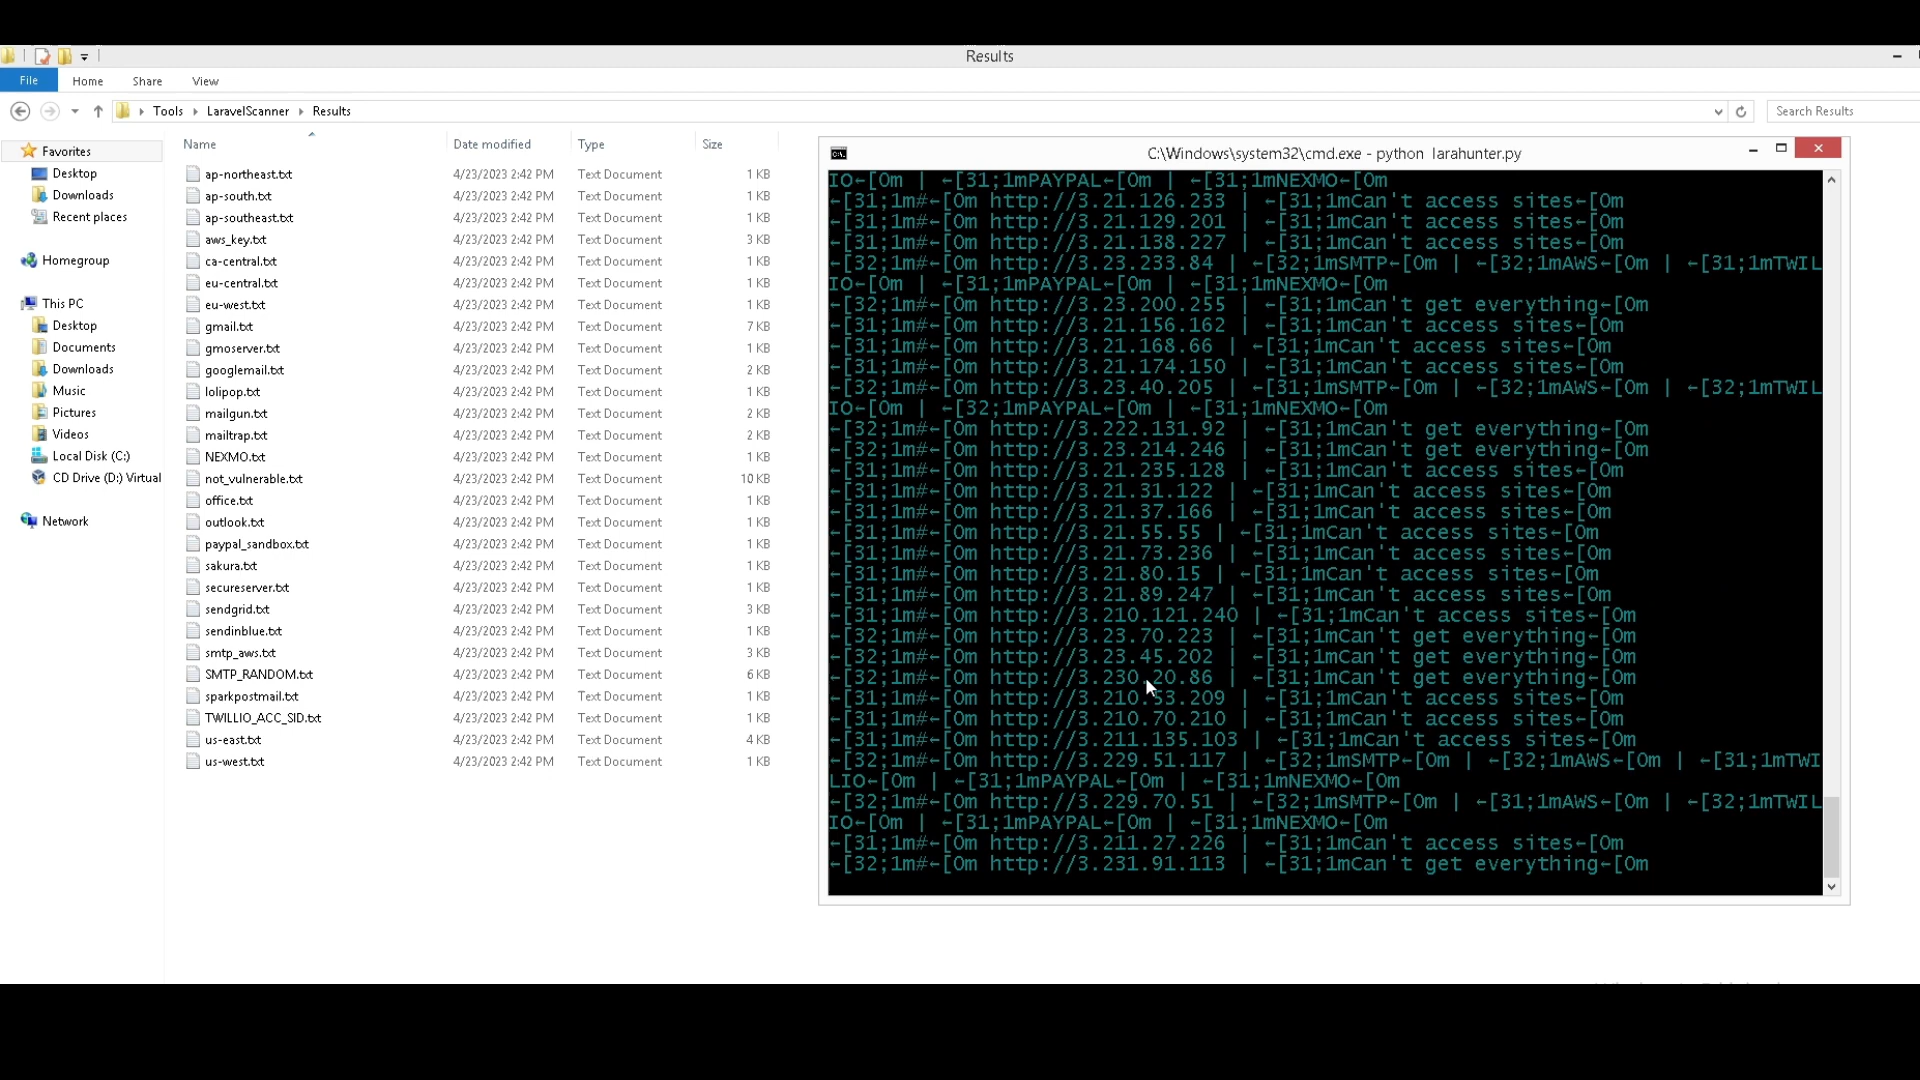 Results
File Home Share View
Tools LaravelScanner Results
Search Results
Name Date modified Type Size
Favorites
Desktop
Downloads
Recent places
Homegroup
This PC
Desktop
Documents
Downloads
Music
Pictures
Videos
Local Disk (C:)
CD Drive (D:) Virtual
Network
ap-northeast.txt 4/23/2023 2:42 PM Text Document 1 KB
ap-south.txt 4/23/2023 2:42 PM Text Document 1 KB
ap-southeast.txt 4/23/2023 2:42 PM Text Document 1 KB
aws_key.txt 4/23/2023 2:42 PM Text Document 3 KB
ca-central.txt 4/23/2023 2:42 PM Text Document 1 KB
eu-central.txt 4/23/2023 2:42 PM Text Document 1 KB
eu-west.txt 4/23/2023 2:42 PM Text Document 1 KB
gmail.txt 4/23/2023 2:42 PM Text Document 7 KB
gmoserver.txt 4/23/2023 2:42 PM Text Document 1 KB
googlemail.txt 4/23/2023 2:42 PM Text Document 2 KB
lolipop.txt 4/23/2023 2:42 PM Text Document 1 KB
mailgun.txt 4/23/2023 2:42 PM Text Document 2 KB
mailtrap.txt 4/23/2023 2:42 PM Text Document 2 KB
NEXMO.txt 4/23/2023 2:42 PM Text Document 1 KB
not_vulnerable.txt 4/23/2023 2:42 PM Text Document 10 KB
office.txt 4/23/2023 2:42 PM Text Document 1 KB
outlook.txt 4/23/2023 2:42 PM Text Document 1 KB
paypal_sandbox.txt 4/23/2023 2:42 PM Text Document 1 KB
sakura.txt 4/23/2023 2:42 PM Text Document 1 KB
secureserver.txt 4/23/2023 2:42 PM Text Document 1 KB
sendgrid.txt 4/23/2023 2:42 PM Text Document 3 KB
sendinblue.txt 4/23/2023 2:42 PM Text Document 1 KB
smtp_aws.txt 4/23/2023 2:42 PM Text Document 3 KB
SMTP_RANDOM.txt 4/23/2023 2:42 PM Text Document 6 KB
sparkpostmail.txt 4/23/2023 2:42 PM Text Document 1 KB
TWILLIO_ACC_SID.txt 4/23/2023 2:42 PM Text Document 1 KB
us-east.txt 4/23/2023 2:42 PM Text Document 4 KB
us-west.txt 4/23/2023 2:42 PM Text Document 1 KB
C:\Windows\system32\cmd.exe - python larahunter.py
IO←[0m | ←[31;1mPAYPAL←[0m | ←[31;1mNEXMO←[0m
←[31;1m#←[0m http://3.21.126.233 | ←[31;1mCan't access sites←[0m
←[31;1m#←[0m http://3.21.129.201 | ←[31;1mCan't access sites←[0m
←[31;1m#←[0m http://3.21.138.227 | ←[31;1mCan't access sites←[0m
←[32;1m#←[0m http://3.23.233.84 | ←[32;1mSMTP←[0m | ←[32;1mAWS←[0m | ←[31;1mTWIL
IO←[0m | ←[31;1mPAYPAL←[0m | ←[31;1mNEXMO←[0m
←[32;1m#←[0m http://3.23.200.255 | ←[31;1mCan't get everything←[0m
←[31;1m#←[0m http://3.21.156.162 | ←[31;1mCan't access sites←[0m
←[31;1m#←[0m http://3.21.168.66 | ←[31;1mCan't access sites←[0m
←[31;1m#←[0m http://3.21.174.150 | ←[31;1mCan't access sites←[0m
←[32;1m#←[0m http://3.23.40.205 | ←[31;1mSMTP←[0m | ←[32;1mAWS←[0m | ←[32;1mTWIL
IO←[0m | ←[32;1mPAYPAL←[0m | ←[31;1mNEXMO←[0m
←[32;1m#←[0m http://3.222.131.92 | ←[31;1mCan't get everything←[0m
←[32;1m#←[0m http://3.23.214.246 | ←[31;1mCan't get everything←[0m
←[31;1m#←[0m http://3.21.235.128 | ←[31;1mCan't access sites←[0m
←[31;1m#←[0m http://3.21.31.122 | ←[31;1mCan't access sites←[0m
←[31;1m#←[0m http://3.21.37.166 | ←[31;1mCan't access sites←[0m
←[31;1m#←[0m http://3.21.55.55 | ←[31;1mCan't access sites←[0m
←[31;1m#←[0m http://3.21.73.236 | ←[31;1mCan't access sites←[0m
←[31;1m#←[0m http://3.21.80.15 | ←[31;1mCan't access sites←[0m
←[31;1m#←[0m http://3.21.89.247 | ←[31;1mCan't access sites←[0m
←[31;1m#←[0m http://3.210.121.240 | ←[31;1mCan't access sites←[0m
←[32;1m#←[0m http://3.23.70.223 | ←[31;1mCan't get everything←[0m
←[32;1m#←[0m http://3.23.45.202 | ←[31;1mCan't get everything←[0m
←[32;1m#←[0m http://3.230.20.86 | ←[31;1mCan't get everything←[0m
←[31;1m#←[0m http://3.210.53.209 | ←[31;1mCan't access sites←[0m
←[31;1m#←[0m http://3.210.70.210 | ←[31;1mCan't access sites←[0m
←[31;1m#←[0m http://3.211.135.103 | ←[31;1mCan't access sites←[0m
←[32;1m#←[0m http://3.229.51.117 | ←[32;1mSMTP←[0m | ←[32;1mAWS←[0m | ←[31;1mTWI
LIO←[0m | ←[31;1mPAYPAL←[0m | ←[31;1mNEXMO←[0m
←[32;1m#←[0m http://3.229.70.51 | ←[32;1mSMTP←[0m | ←[31;1mAWS←[0m | ←[32;1mTWIL
IO←[0m | ←[31;1mPAYPAL←[0m | ←[31;1mNEXMO←[0m
←[31;1m#←[0m http://3.211.27.226 | ←[31;1mCan't access sites←[0m
←[32;1m#←[0m http://3.231.91.113 | ←[31;1mCan't get everything←[0m